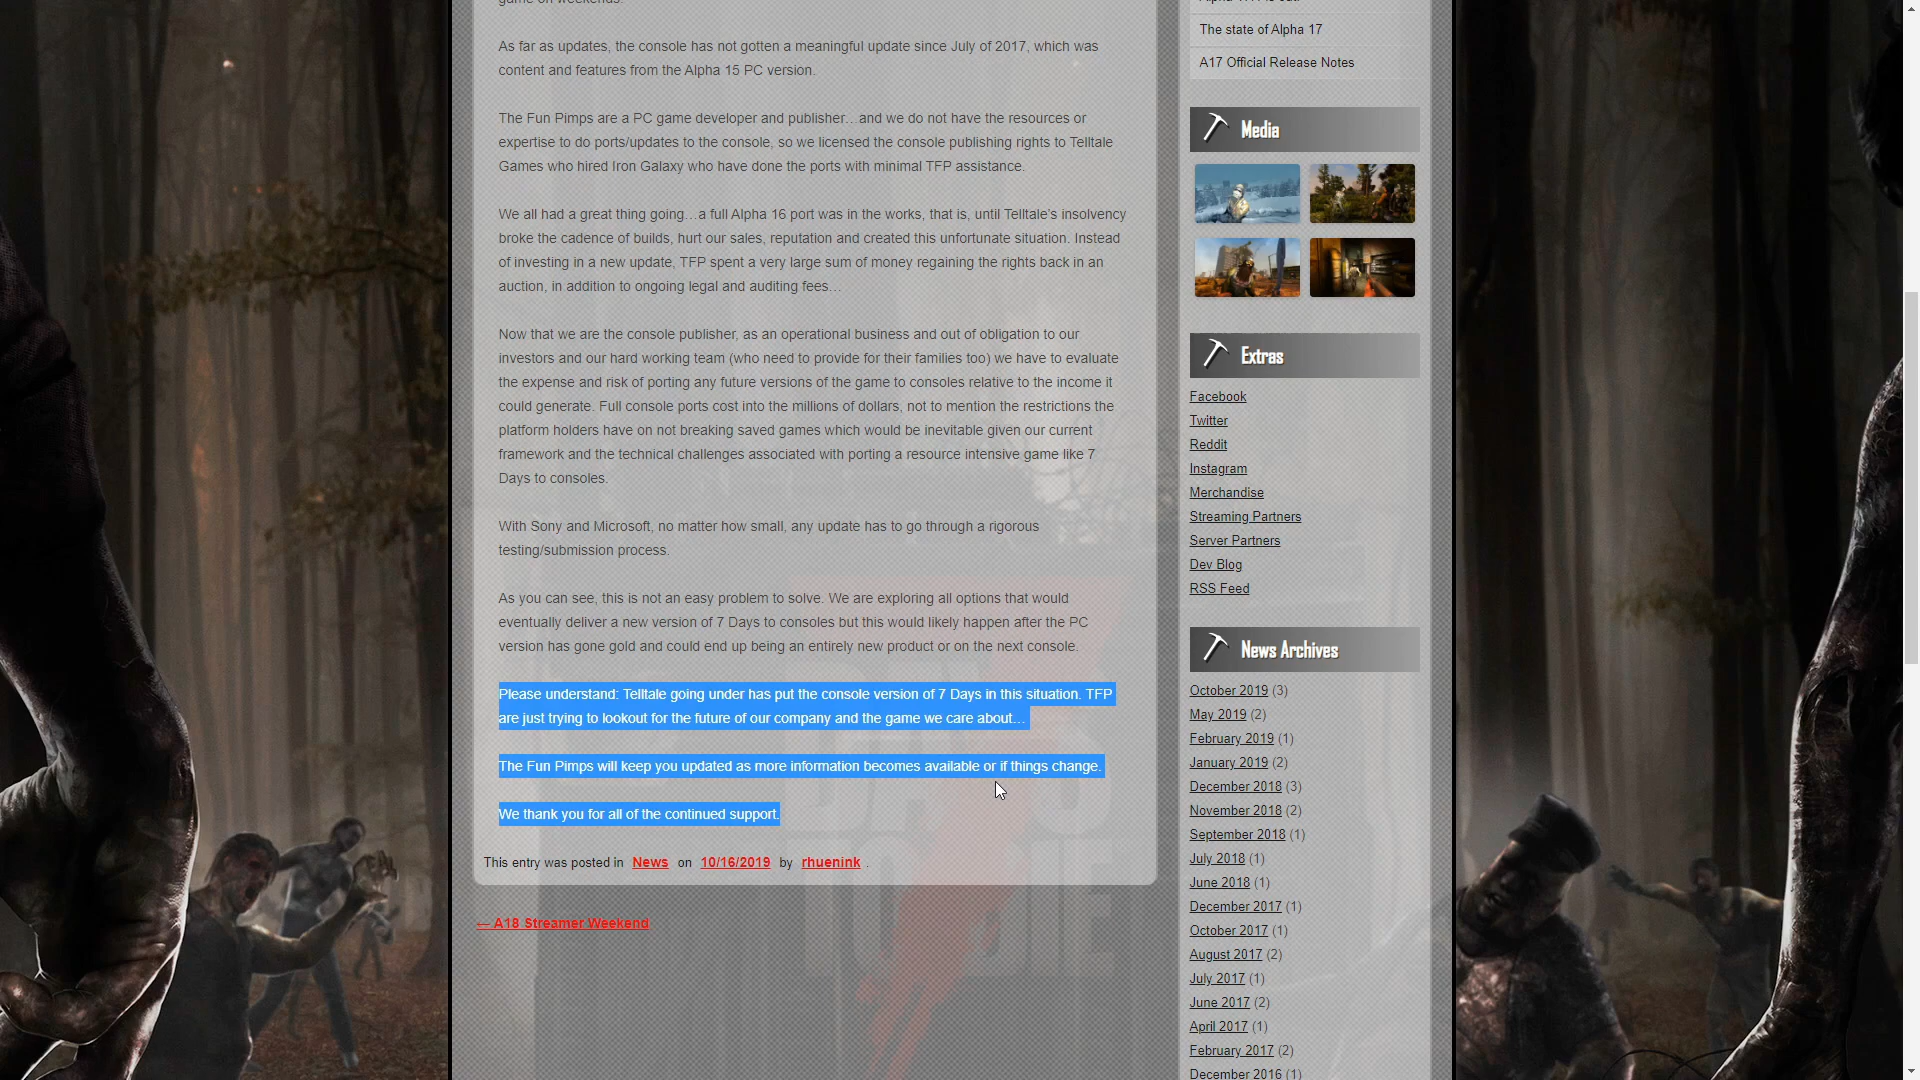 game on weekends.
As far as updates, the console has not gotten a meaningful update since July of 2017, which was
content and features from the Alpha 15 PC version.
The Fun Pimps are a PC game developer and publisher…and we do not have the resources or
expertise to do ports/updates to the console, so we licensed the console publishing rights to Telltale
Games who hired Iron Galaxy who have done the ports with minimal TFP assistance.
We all had a great thing going…a full Alpha 16 port was in the works, that is, until Telltale's insolvency
broke the cadence of builds, hurt our sales, reputation and created this unfortunate situation. Instead
of investing in a new update, TFP spent a very large sum of money regaining the rights back in an
auction, in addition to ongoing legal and auditing fees…
Now that we are the console publisher, as an operational business and out of obligation to our
investors and our hard working team (who need to provide for their families too) we have to evaluate
the expense and risk of porting any future versions of the game to consoles relative to the income it
could generate. Full console ports cost into the millions of dollars, not to mention the restrictions the
platform holders have on not breaking saved games which would be inevitable given our current
framework and the technical challenges associated with porting a resource intensive game like 7
Days to consoles.
With Sony and Microsoft, no matter how small, any update has to go through a rigorous
testing/submission process.
As you can see, this is not an easy problem to solve. We are exploring all options that would
eventually deliver a new version of 7 Days to consoles but this would likely happen after the PC
version has gone gold and could end up being an entirely new product or on the next console.
Please understand: Telltale going under has put the console version of 7 Days in this situation. TFP
are just trying to lookout for the future of our company and the game we care about…
The Fun Pimps will keep you updated as more information becomes available or if things change.
We thank you for all of the continued support.
This entry was posted in News on 10/16/2019 by rhuenink .
← A18 Streamer Weekend
The state of Alpha 17
A17 Official Release Notes
Media
Extras
Facebook
Twitter
Reddit
Instagram
Merchandise
Streaming Partners
Server Partners
Dev Blog
RSS Feed
News Archives
October 2019 (3)
May 2019 (2)
February 2019 (1)
January 2019 (2)
December 2018 (3)
November 2018 (2)
September 2018 (1)
July 2018 (1)
June 2018 (1)
December 2017 (1)
October 2017 (1)
August 2017 (2)
July 2017 (1)
June 2017 (2)
April 2017 (1)
February 2017 (2)
December 2016 (1)